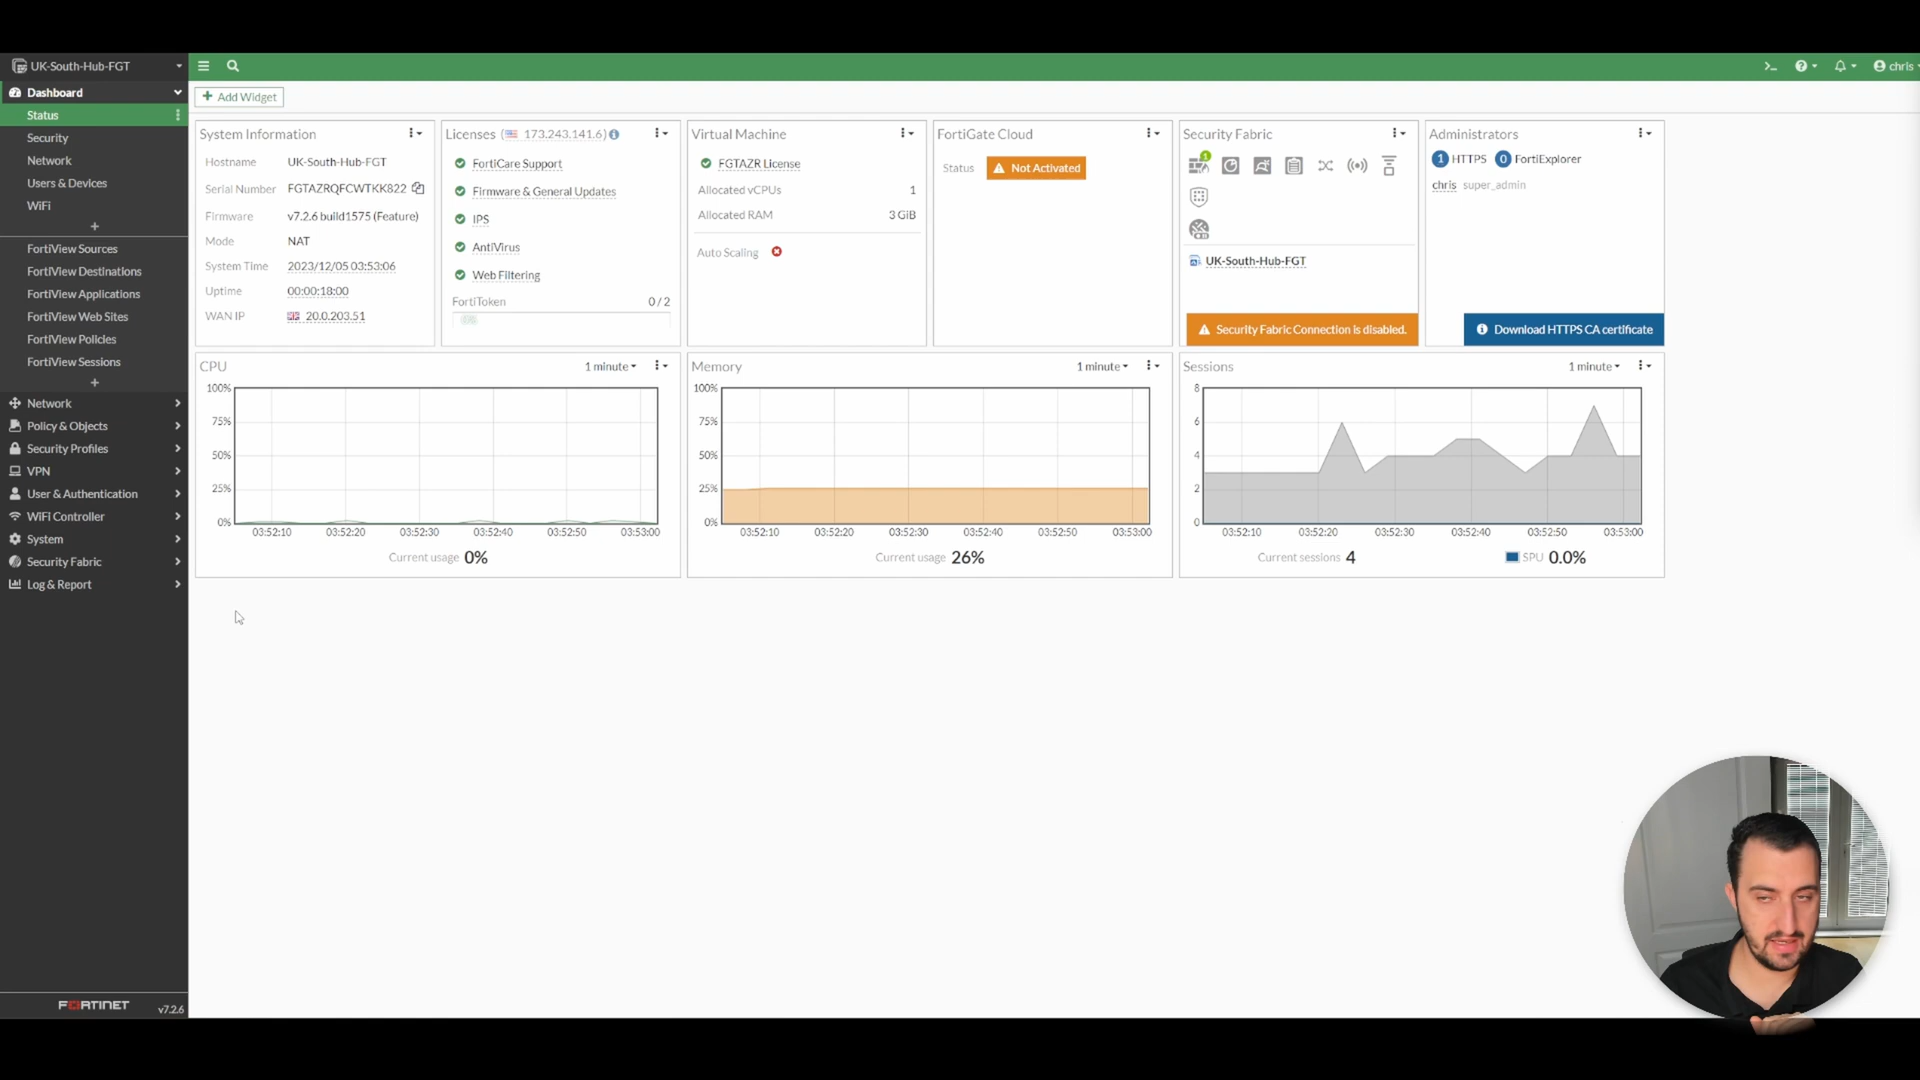 UK-South-Hub-FGT
chris
Dashboard
Status
Security
Network
Users & Devices
WiFi
FortiView Sources
FortiView Destinations
FortiView Applications
FortiView Web Sites
FortiView Policies
FortiView Sessions
Network
Policy & Objects
Security Profiles
VPN
User & Authentication
WiFi Controller
System
Security Fabric
Log & Report
FORTINET
v7.2.6
Add Widget
System Information
Hostname UK-South-Hub-FGT
Serial Number FGTAZRQFCWTKK822
Firmware v7.2.6 build1575 (Feature)
Mode NAT
System Time 2023/12/05 03:53:06
Uptime 00:00:18:00
WAN IP 20.0.203.51
Licenses (173.243.141.6)
FortiCare Support
Firmware & General Updates
IPS
AntiVirus
Web Filtering
FortiToken 0 / 2
Virtual Machine
FGTAZR License
Allocated vCPUs 1
Allocated RAM 3 GiB
Auto Scaling
FortiGate Cloud
Status Not Activated
Security Fabric
1
UK-South-Hub-FGT
Security Fabric Connection is disabled.
Administrators
1 HTTPS 0 FortiExplorer
chris super_admin
Download HTTPS CA certificate
CPU 1 minute
100%
75%
50%
25%
0%
03:52:10 03:52:20 03:52:30 03:52:40 03:52:50 03:53:00
Current usage 0%
Memory 1 minute
100%
75%
50%
25%
0%
03:52:10 03:52:20 03:52:30 03:52:40 03:52:50 03:53:00
Current usage 26%
Sessions 1 minute
8
6
4
2
0
03:52:10 03:52:20 03:52:30 03:52:40 03:52:50 03:53:00
Current sessions 4 SPU 0.0%